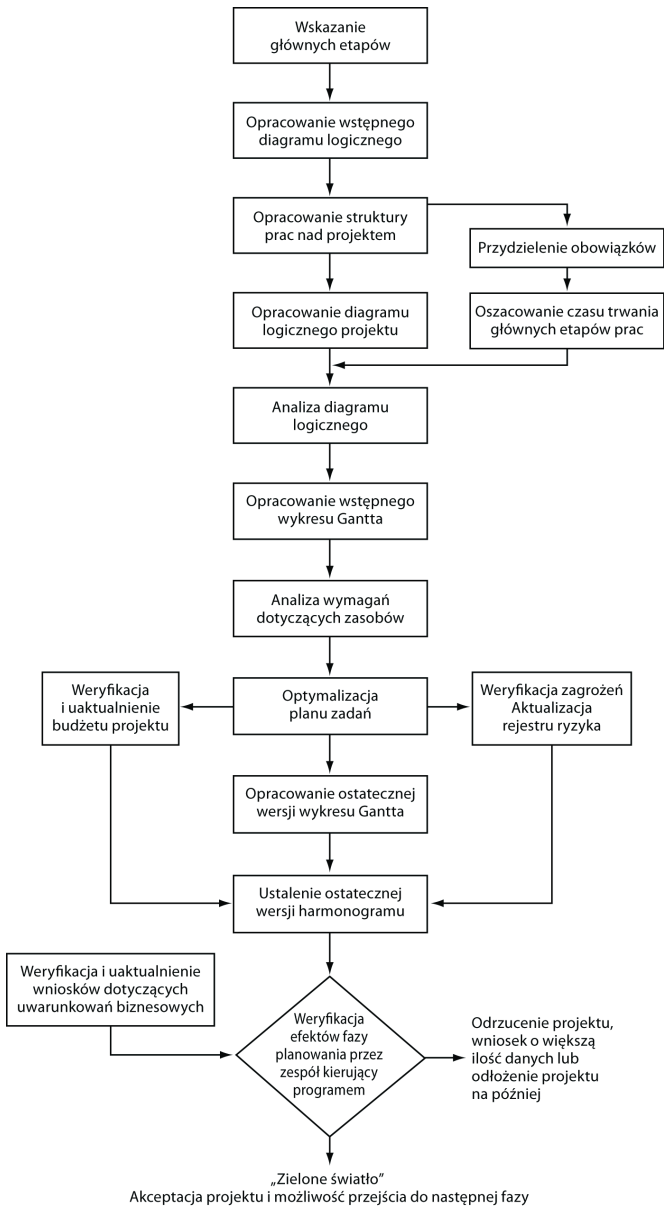 Wskazanie
głównych etapów
Opracowanie wstępnego
diagramu logicznego
Opracowanie struktury
prac nad projektem
Przydzielenie obowiązków
Opracowanie diagramu
logicznego projektu
Oszacowanie czasu trwania
głównych etapów prac
Analiza diagramu
logicznego
Opracowanie wstępnego
wykresu Gantta
Analiza wymagań
dotyczących zasobów
Weryfikacja
i uaktualnienie
budżetu projektu
Optymalizacja
planu zadań
Weryfikacja zagrożeń
Aktualizacja
rejestru ryzyka
Opracowanie ostatecznej
wersji wykresu Gantta
Ustalenie ostatecznej
wersji harmonogramu
Weryfikacja i uaktualnienie
wniosków dotyczących
uwarunkowań biznesowych
Weryfikacja
efektów fazy
planowania przez
zespół kierujący
programem
Odrzucenie projektu,
wniosek o większą
ilość danych lub
odłożenie projektu
na później
„Zielone światło”
Akceptacja projektu i możliwość przejścia do następnej fazy